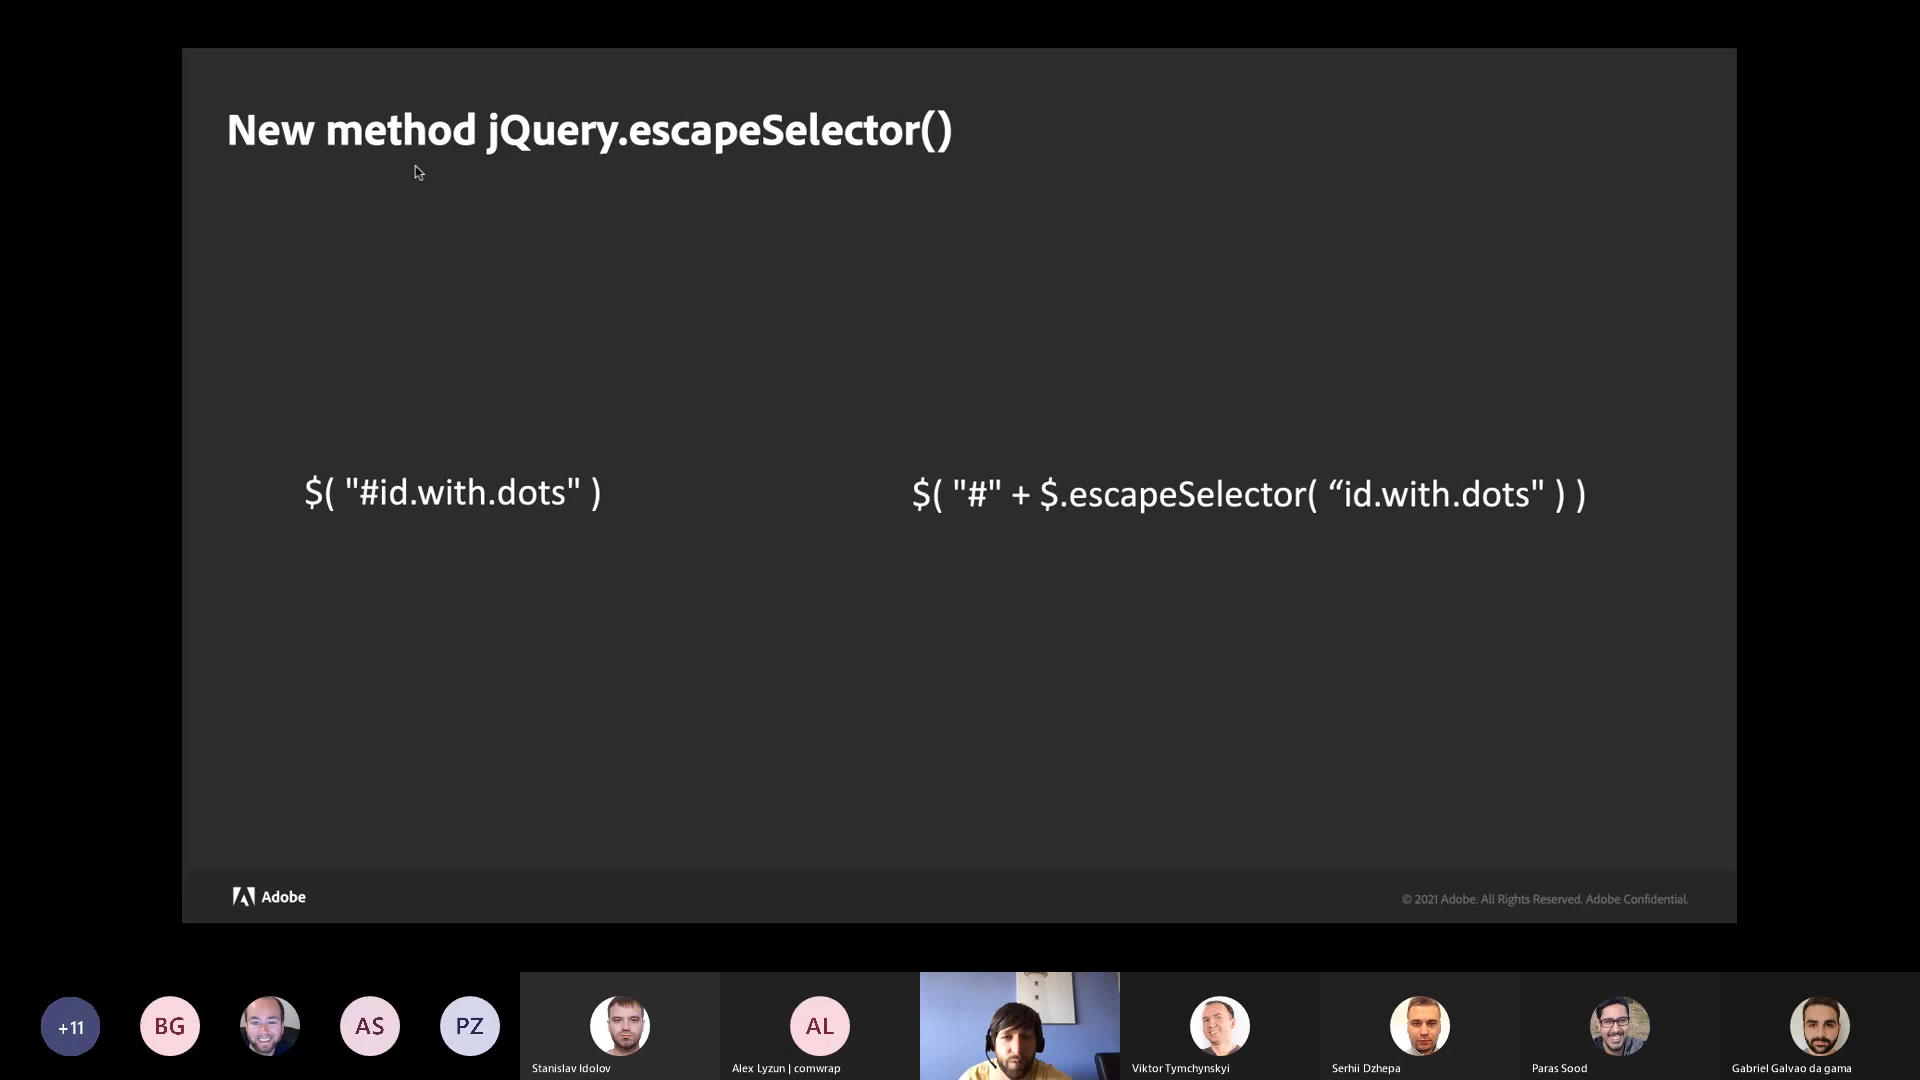 New method jQuery.escapeSelector()
$( "#id.with.dots" )
$( "#" + $.escapeSelector( “id.with.dots" ) )
Adobe
© 2021 Adobe. All Rights Reserved. Adobe Confidential.
+11
BG
AS
PZ
AL
Stanislav Idolov
Alex Lyzun | comwrap
Viktor Tymchynskyi
Serhii Dzhepa
Paras Sood
Gabriel Galvao da gama